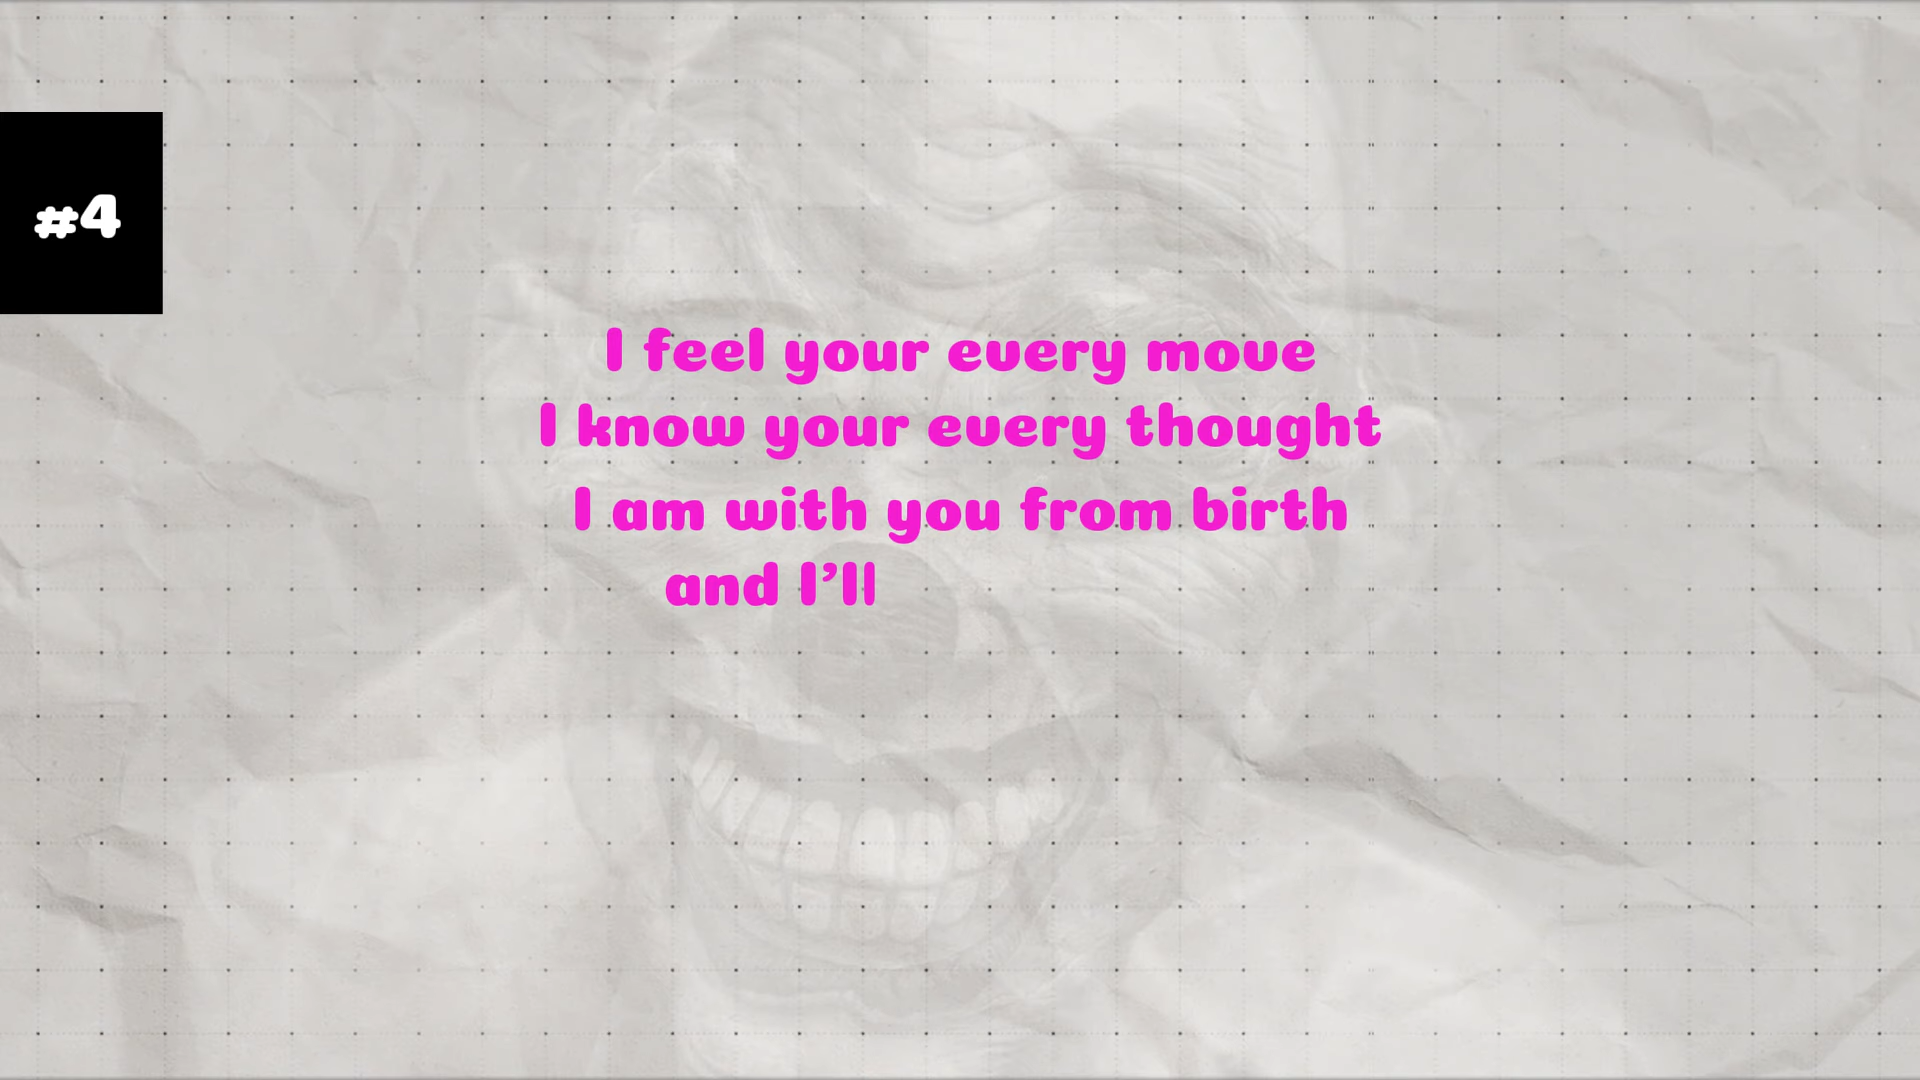 #4
I feel your every move
I know your every thought
I am with you from birth
and I’ll